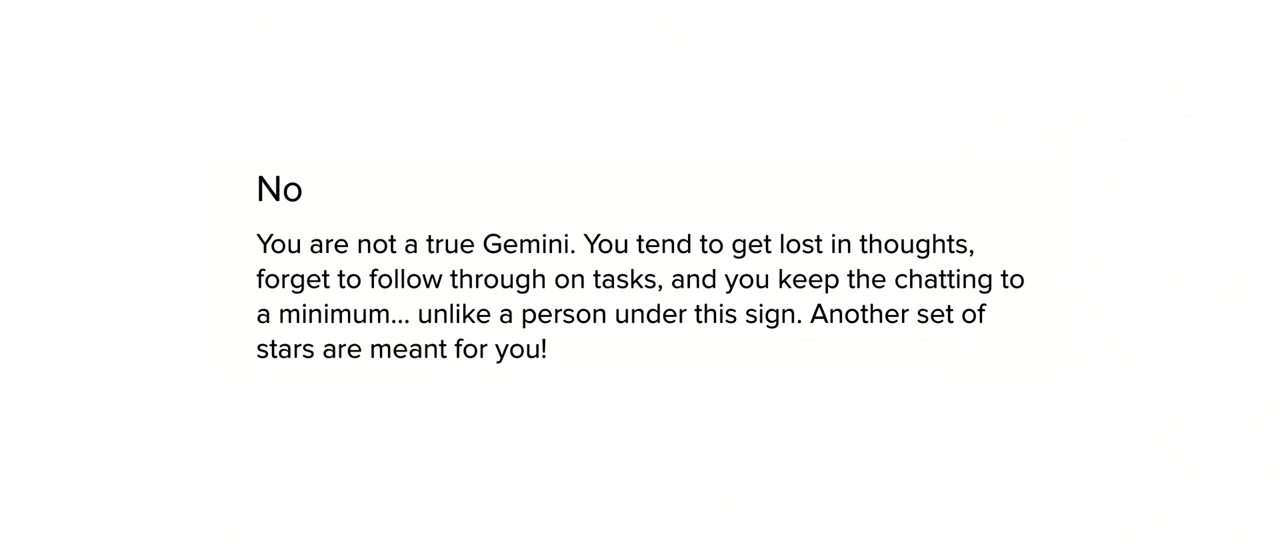 No
You are not a true Gemini. You tend to get lost in thoughts,
forget to follow through on tasks, and you keep the chatting to
a minimum... unlike a person under this sign. Another set of
stars are meant for you!